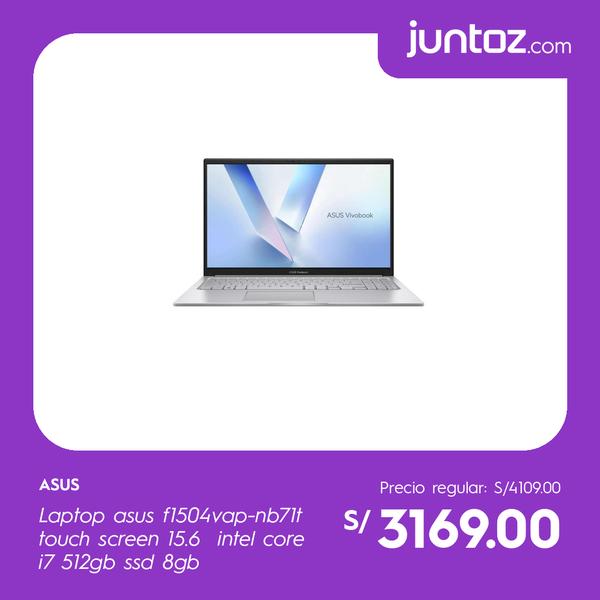 juntoz.com
ASUS Vivobook
ASUS
Laptop asus f1504vap-nb71t
touch screen 15.6 intel core
i7 512gb ssd 8gb
Precio regular: S/4109.00
S/ 3169.00